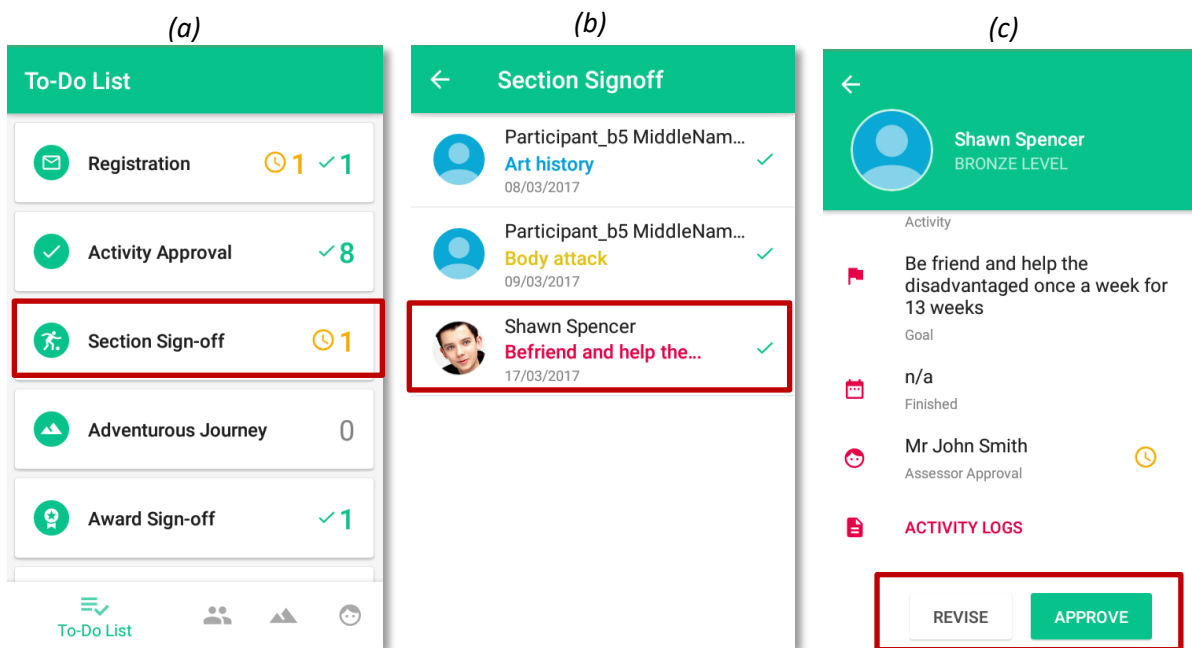 (a)
To-Do List
Registration 1 1
Activity Approval 8
Section Sign-off 1
Adventurous Journey 0
Award Sign-off 1
To-Do List
(b)
Section Signoff
Participant_b5 MiddleNam...
Art history
08/03/2017
Participant_b5 MiddleNam...
Body attack
09/03/2017
Shawn Spencer
Befriend and help the...
17/03/2017
(c)
Shawn Spencer
BRONZE LEVEL
Activity
Be friend and help the
disadvantaged once a week for
13 weeks
Goal
n/a
Finished
Mr John Smith
Assessor Approval
ACTIVITY LOGS
REVISE APPROVE